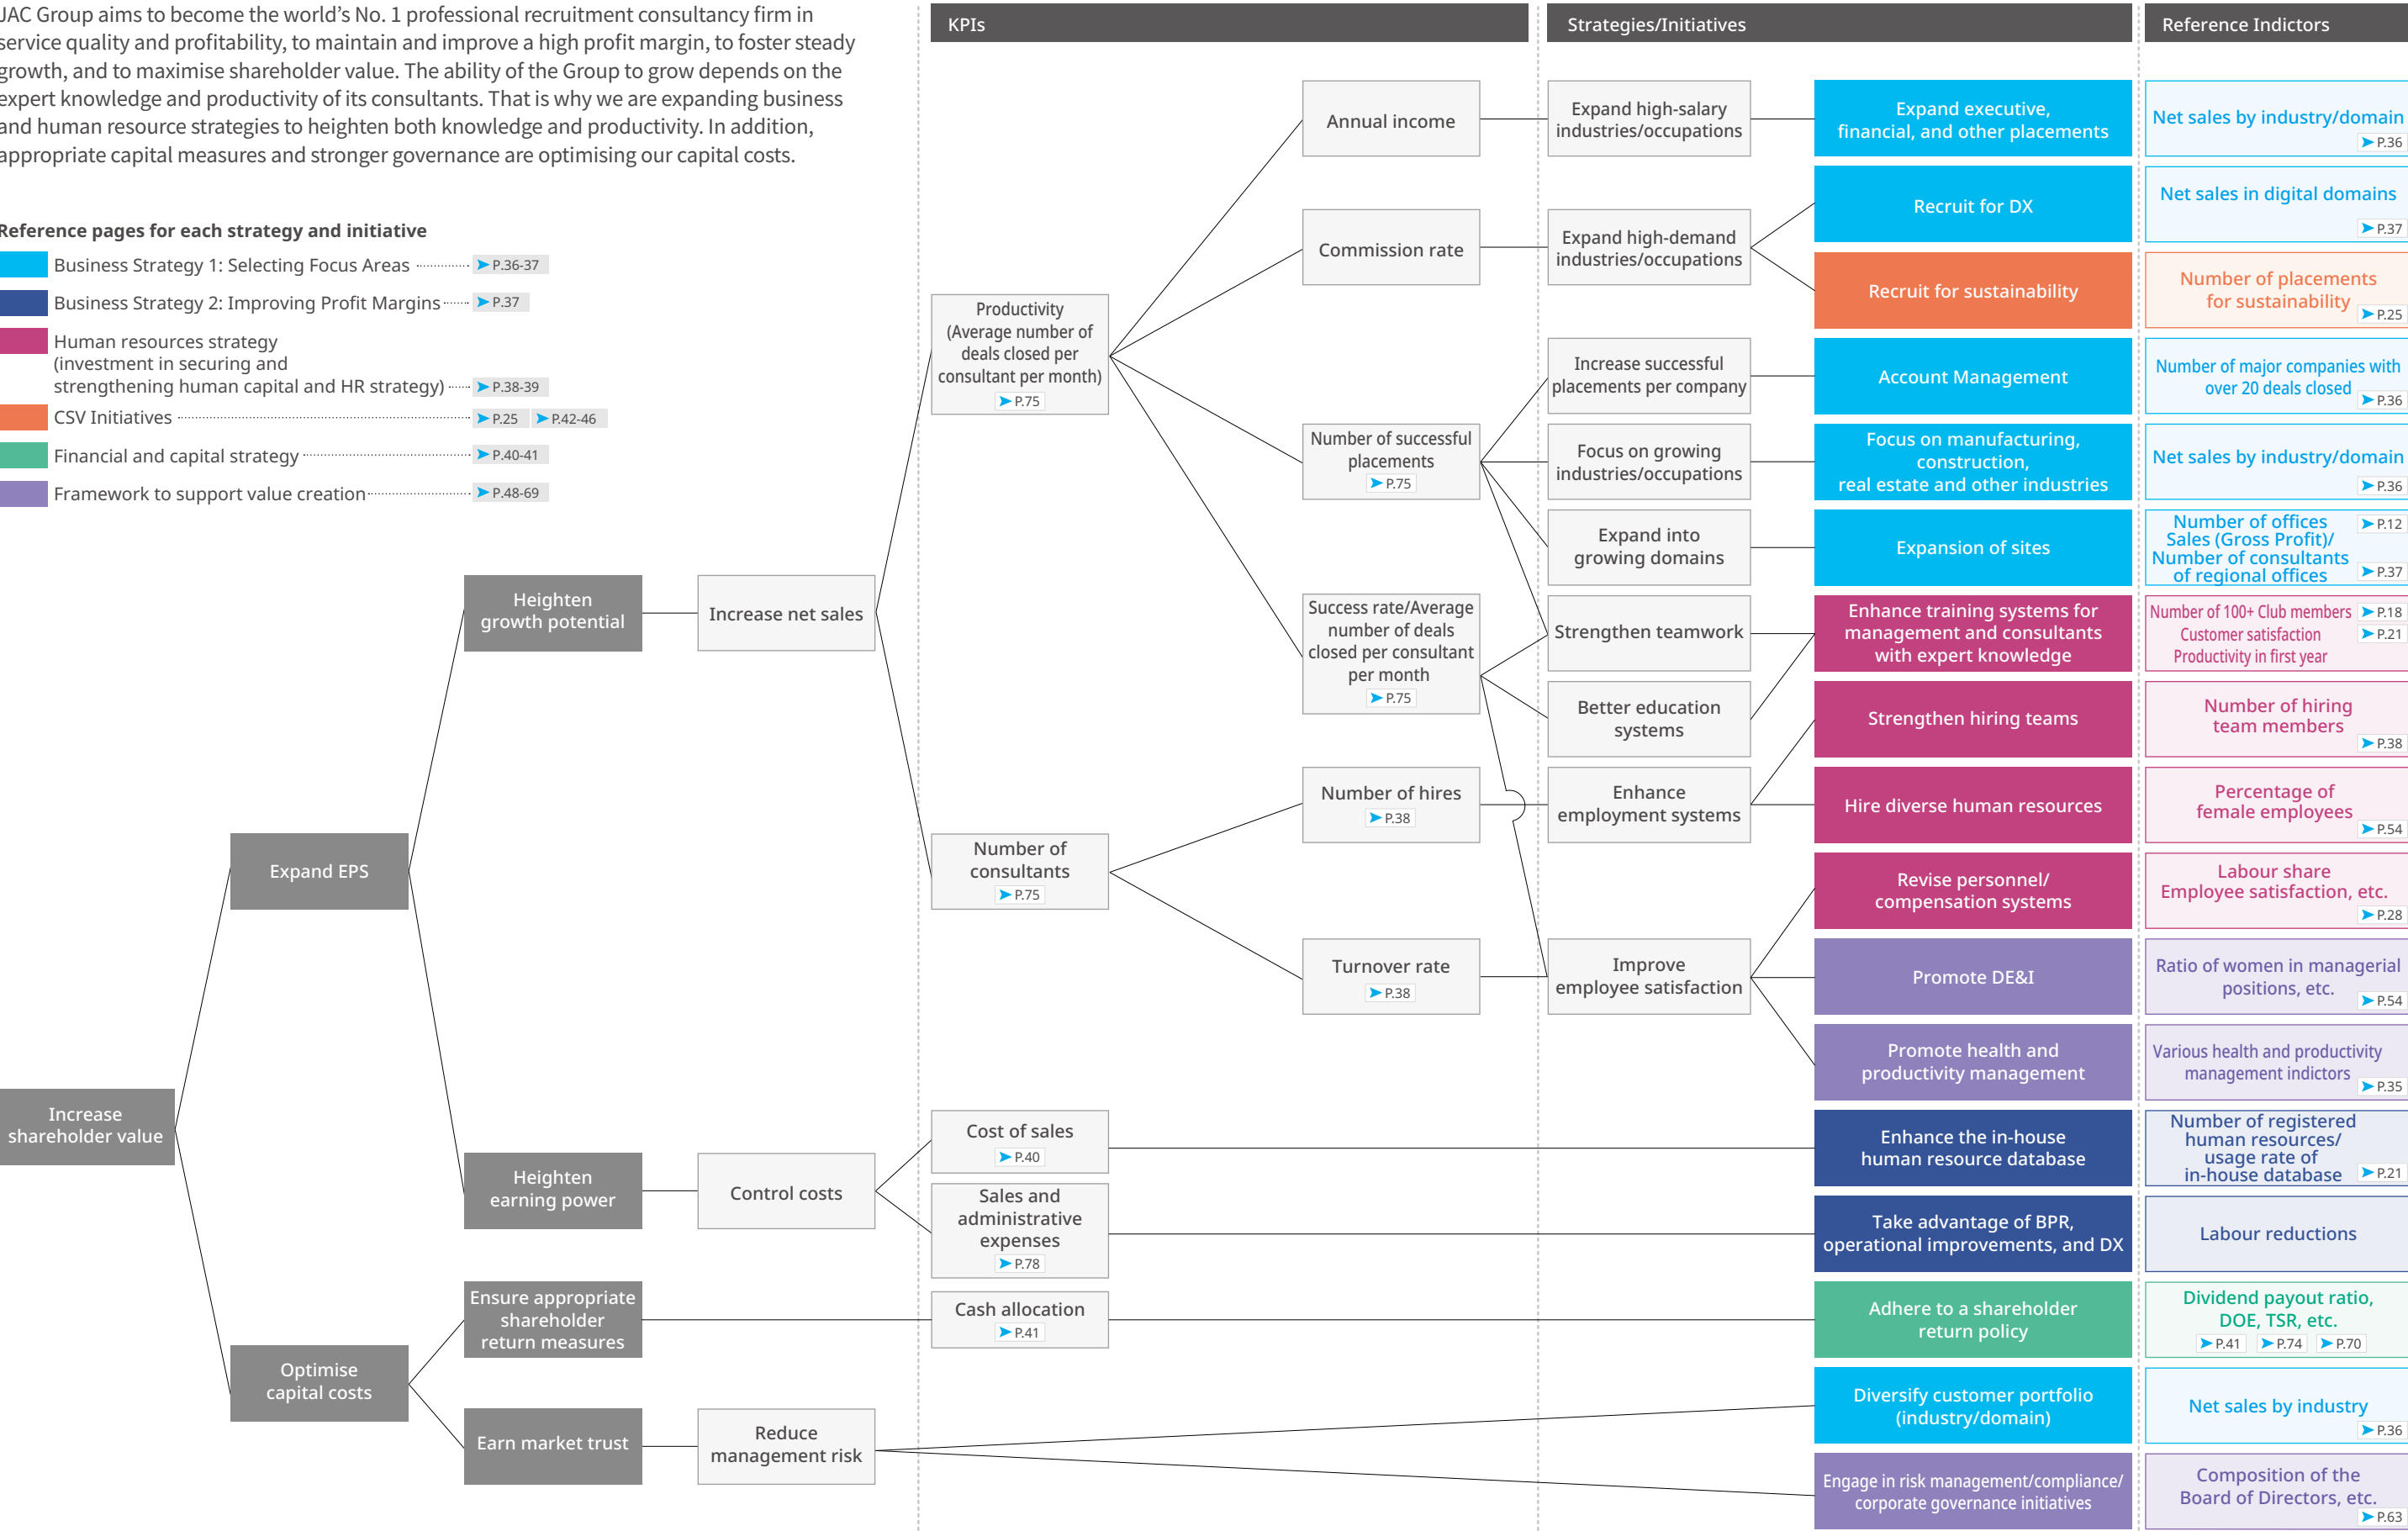 JAC Group aims to become the world's No. 1 professional recruitment consultancy firm in
service quality and profitability, to maintain and improve a high profit margin, to foster steady
growth, and to maximise shareholder value. The ability of the Group to grow depends on the
expert knowledge and productivity of its consultants. That is why we are expanding business
and human resource strategies to heighten both knowledge and productivity. In addition,
appropriate capital measures and stronger governance are optimising our capital costs.
Reference pages for each strategy and initiative
Business Strategy 1: Selecting Focus Areas P.36-37
Business Strategy 2: Improving Profit Margins P.37
Human resources strategy
(investment in securing and
strengthening human capital and HR strategy) P.38-39
CSV Initiatives P.25 P.42-46
Financial and capital strategy P.40-41
Framework to support value creation P.48-69
Increase
shareholder value
Expand EPS
Optimise
capital costs
Heighten
growth potential
Heighten
earning power
Ensure appropriate
shareholder
return measures
Earn market trust
Increase net sales
Control costs
Reduce
management risk
KPIs
Productivity
(Average number of
deals closed per
consultant per month)
P.75
Number of
consultants
P.75
Cost of sales
P.40
Sales and
administrative
expenses
P.78
Cash allocation
P.41
Annual income
Commission rate
Number of successful
placements
P.75
Success rate/Average
number of deals
closed per consultant
per month
P.75
Number of hires
P.38
Turnover rate
P.38
Strategies/Initiatives
Expand high-salary
industries/occupations
Expand high-demand
industries/occupations
Increase successful
placements per company
Focus on growing
industries/occupations
Expand into
growing domains
Strengthen teamwork
Better education
systems
Enhance
employment systems
Improve
employee satisfaction
Expand executive,
financial, and other placements
Recruit for DX
Recruit for sustainability
Account Management
Focus on manufacturing,
construction,
real estate and other industries
Expansion of sites
Enhance training systems for
management and consultants
with expert knowledge
Strengthen hiring teams
Hire diverse human resources
Revise personnel/
compensation systems
Promote DE&I
Promote health and
productivity management
Enhance the in-house
human resource database
Take advantage of BPR,
operational improvements, and DX
Adhere to a shareholder
return policy
Diversify customer portfolio
(industry/domain)
Engage in risk management/compliance/
corporate governance initiatives
Reference Indictors
Net sales by industry/domain
P.36
Net sales in digital domains
P.37
Number of placements
for sustainability
P.25
Number of major companies with
over 20 deals closed
P.36
Net sales by industry/domain
P.36
Number of offices P.12
Sales (Gross Profit)/
Number of consultants
of regional offices P.37
Number of 100+ Club members P.18
Customer satisfaction P.21
Productivity in first year
Number of hiring
team members
P.38
Percentage of
female employees
P.54
Labour share
Employee satisfaction, etc.
P.28
Ratio of women in managerial
positions, etc.
P.54
Various health and productivity
management indictors
P.35
Number of registered
human resources/
usage rate of
in-house database P.21
Labour reductions
Dividend payout ratio,
DOE, TSR, etc.
P.41 P.74 P.70
Net sales by industry
P.36
Composition of the
Board of Directors, etc.
P.63